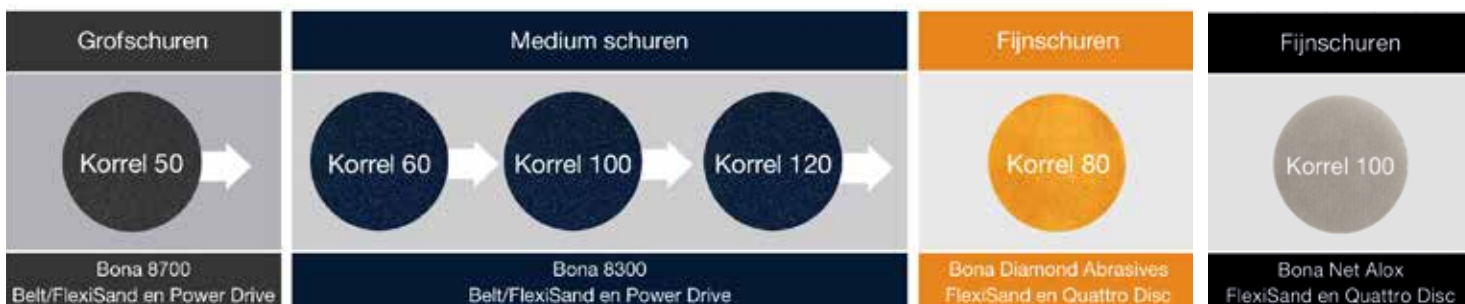 Grofschuren
Medium schuren
Fijnschuren
Fijnschuren
Korrel 50
Korrel 60
Korrel 100
Korrel 120
Korrel 80
Korrel 100
Bona 8700
Belt/FlexiSand en Power Drive
Bona 8300
Belt/FlexiSand en Power Drive
Bona Diamond Abrasives
FlexiSand en Quattro Disc
Bona Net Alox
FlexiSand en Quattro Disc